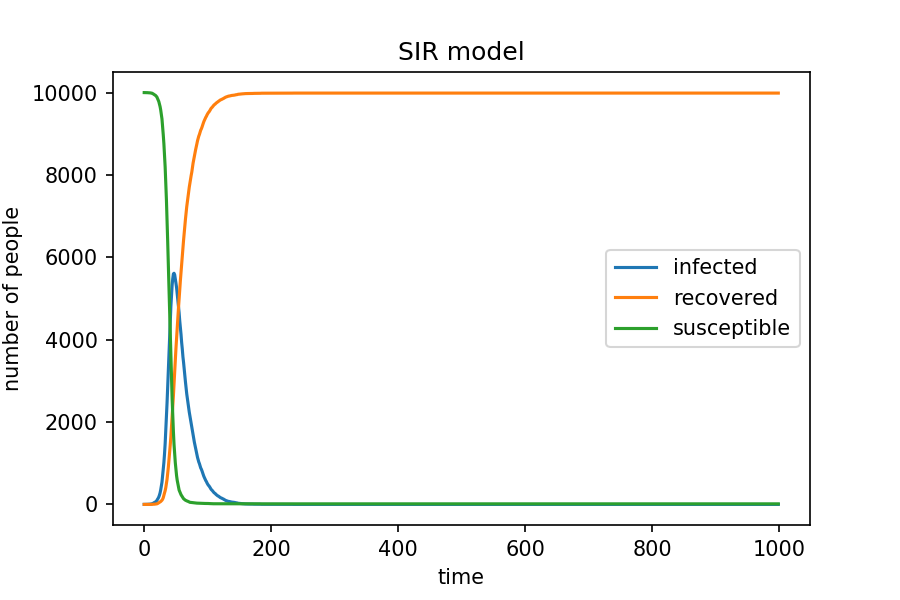 SIR model
number of people
10000
8000
6000
4000
2000
0
infected
recovered
susceptible
0 200 400 600 800 1000
time